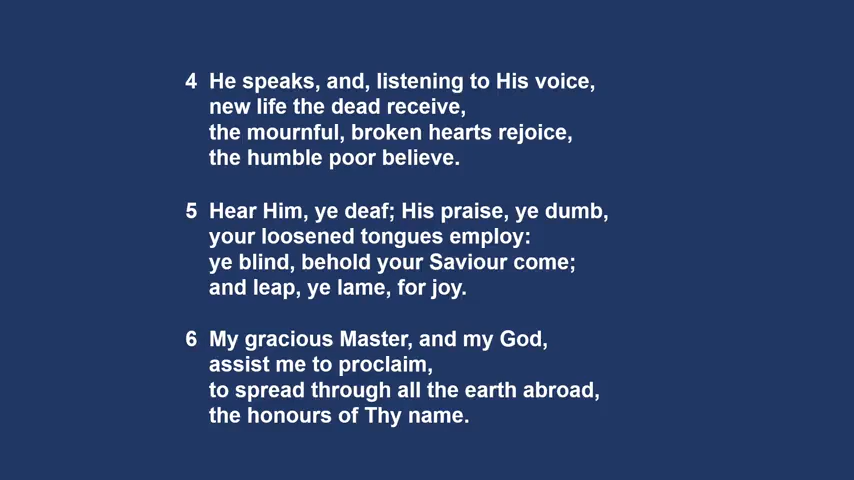 4 He speaks, and, listening to His voice,
new life the dead receive,
the mournful, broken hearts rejoice,
the humble poor believe.
5 Hear Him, ye deaf; His praise, ye dumb,
your loosened tongues employ:
ye blind, behold your Saviour come;
and leap, ye lame, for joy.
6 My gracious Master, and my God,
assist me to proclaim,
to spread through all the earth abroad,
the honours of Thy name.